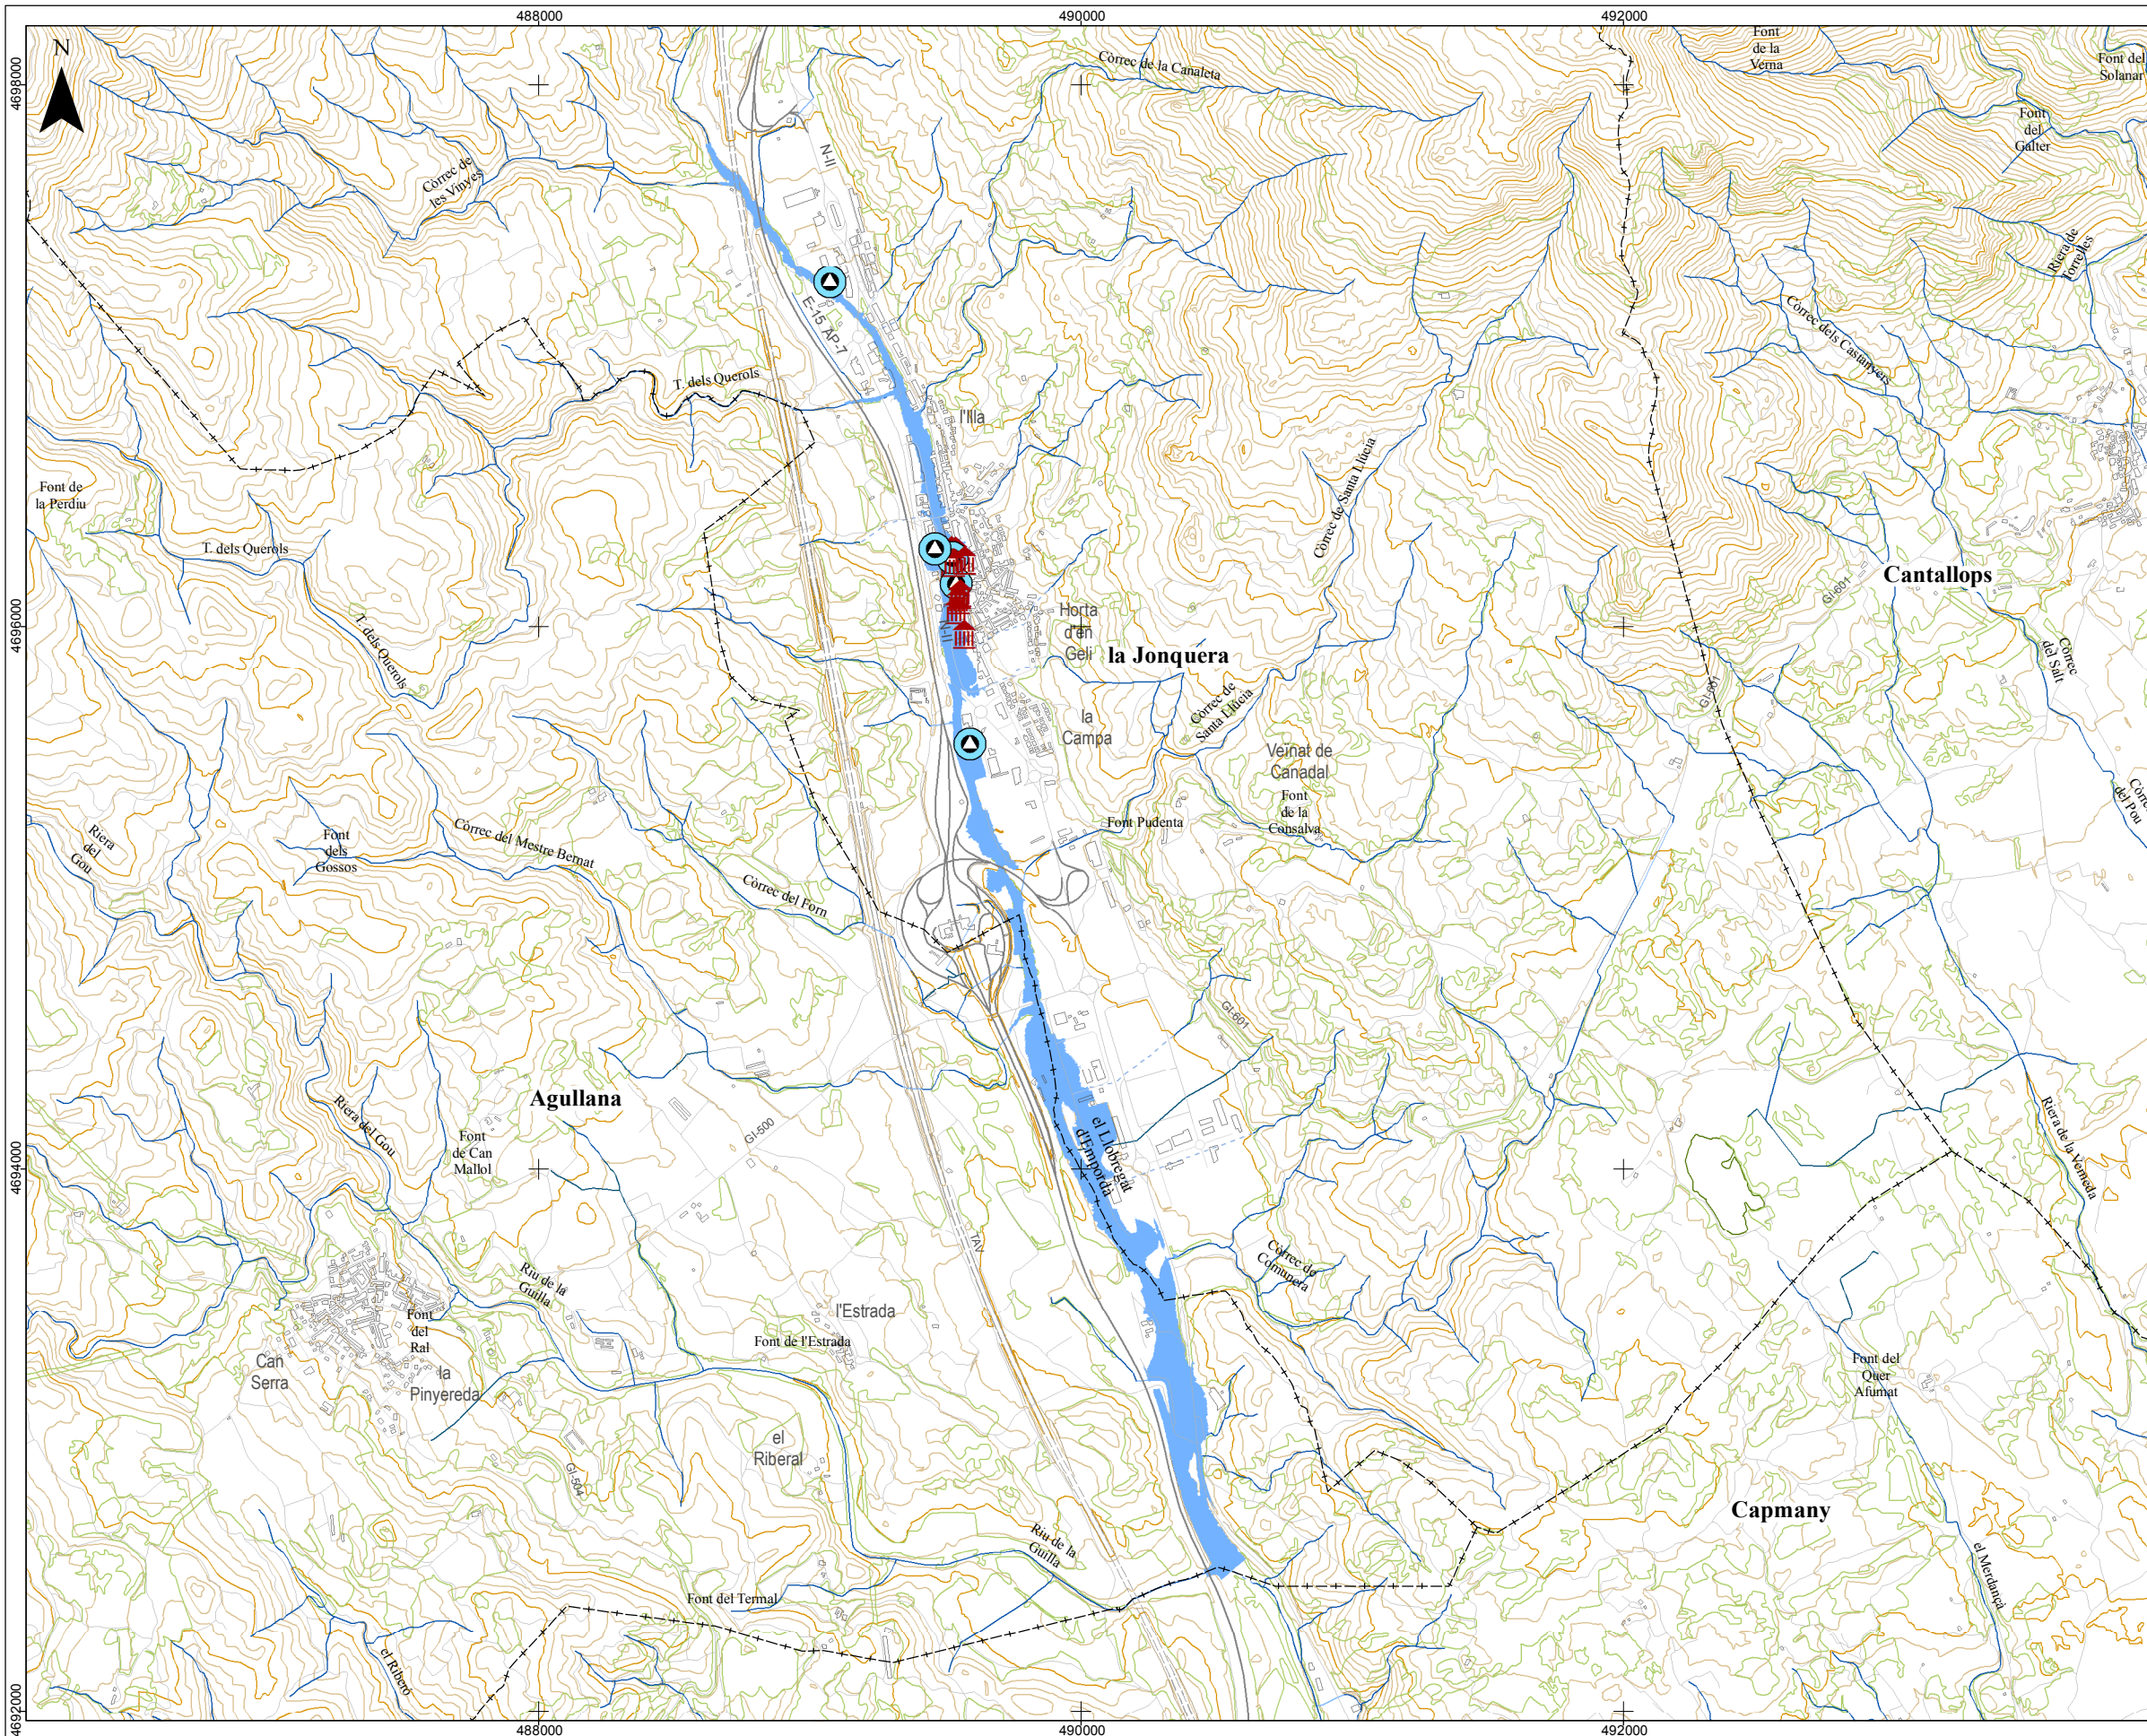 488000
490000
492000
N
4698000
4696000
4694000
4692000
Còrrec de la Canaleta
Font
de la
Verna
Font del
Solanar
Font
del
Galter
N-II
Còrrec de
les Vinyes
Riera de
Torrelles
Còrrec dels Castanyers
E-15 AP-7
T. dels Querols
l'Illa
Font de
la Perdiu
T. dels Querols
Còrrec de Santa Llúcia
Cantallops
GI-601
T. dels Querols
N-II
Horta
d'en
Geli
la Jonquera
Còrrec
del Salt
GI-601
Còrrec de
Santa Llúcia
la
Campa
Veïnat de
Canadal
Font
de la
Consalva
Font Pudenta
del Pou
Riera
del
Gou
Font
dels
Gossos
Còrrec del Mestre Bernat
Còrrec del Forn
GI-601
Agullana
Riera del Gou
Font
de Can
Mallol
GI-500
el Llobregat
d'Empordà
Riera de la Verneda
TAV
Còrrec de
Comunera
Riu de la
Guilla
l'Estrada
Font de l'Estrada
Font
del
Ral
Can
Serra
la
Pinyereda
Font del
Quer
Afumat
el
Riberal
GI-504
Capmany
Riu de la
Guilla
el Merdançà
Font del Termal
el Riberó
488000
490000
492000